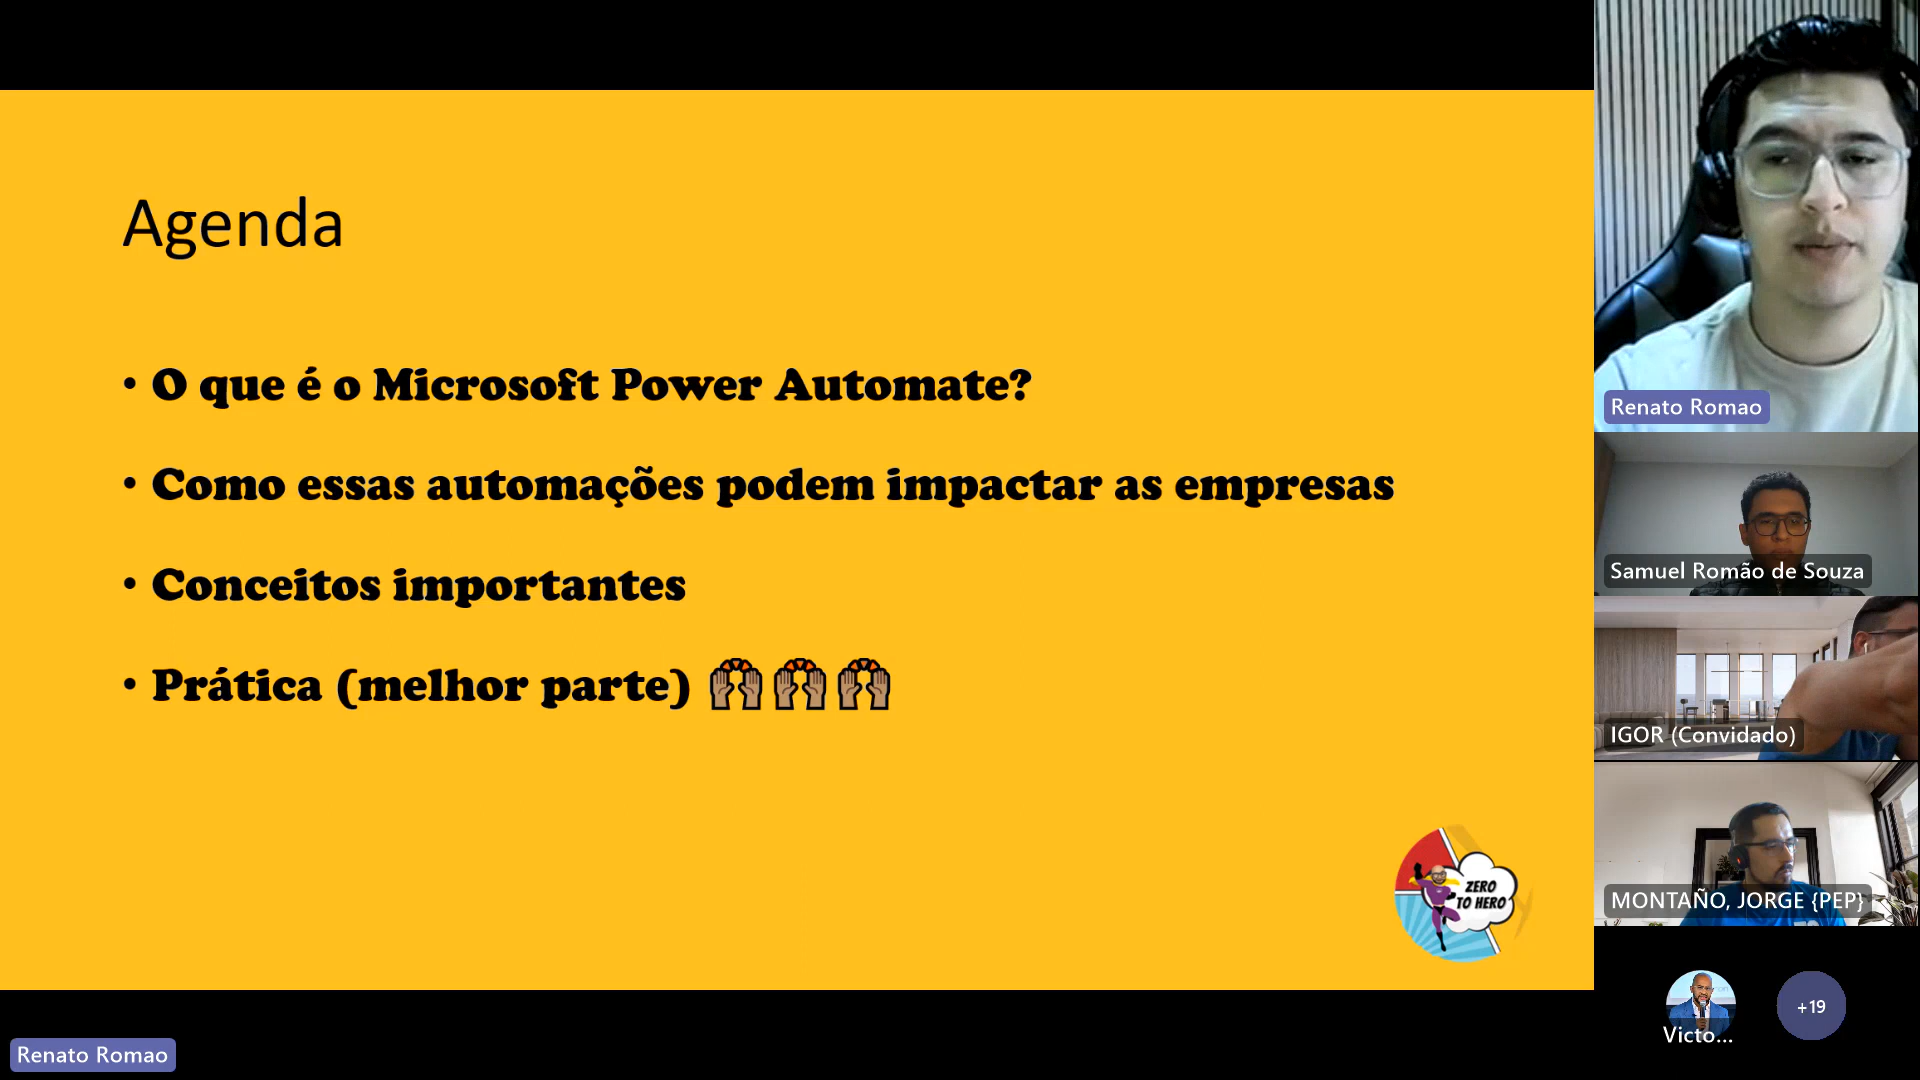 Agenda
• O que é o Microsoft Power Automate?
• Como essas automações podem impactar as empresas
• Conceitos importantes
• Prática (melhor parte) 🙌🏽🙌🏽🙌🏽
ZERO
TO HERO
Renato Romao
Renato Romao
Samuel Romão de Souza
IGOR (Convidado)
MONTAÑO, JORGE {PEP}
Victo...
+19